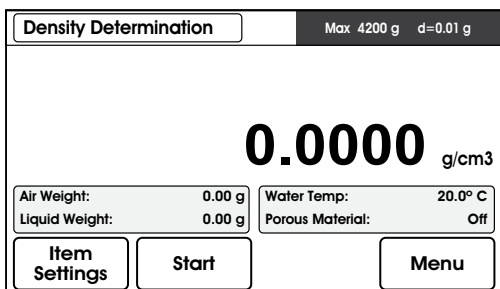 Density Determination Max 4200 g d=0.01 g
0.0000 g/cm3
Air Weight: 0.00 g Water Temp: 20.0° C
Liquid Weight: 0.00 g Porous Material: Off
Item Settings Start Menu